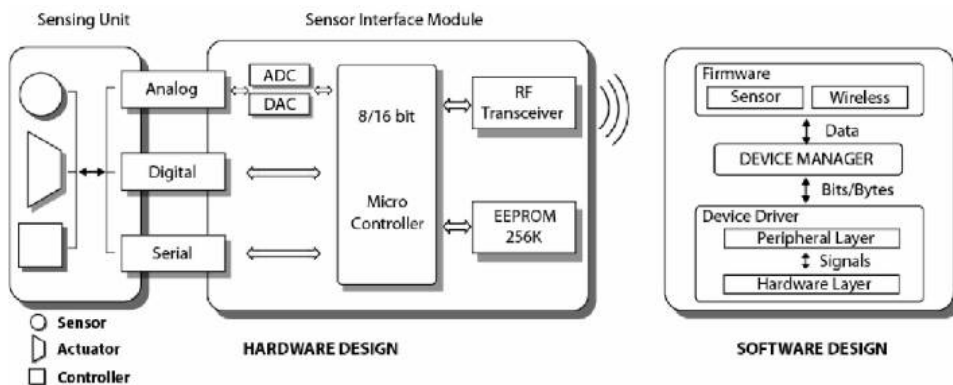 Sensing Unit
Sensor Interface Module
Analog
Digital
Serial
ADC
DAC
8/16 bit
Micro
Controller
RF
Transceiver
EEPROM
256K
Sensor
Actuator
Controller
HARDWARE DESIGN
Firmware
Sensor
Wireless
Data
DEVICE MANAGER
Bits/Bytes
Device Driver
Peripheral Layer
Signals
Hardware Layer
SOFTWARE DESIGN